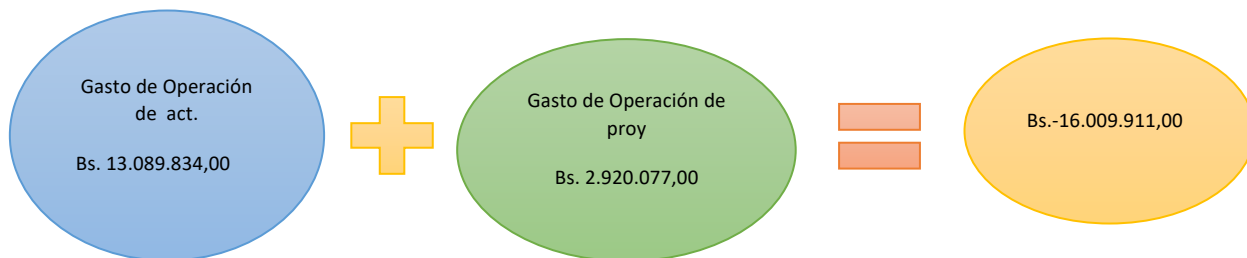 Gasto de Operación
de act.
Bs. 13.089.834,00
Gasto de Operación de
proy
Bs. 2.920.077,00
Bs.-16.009.911,00